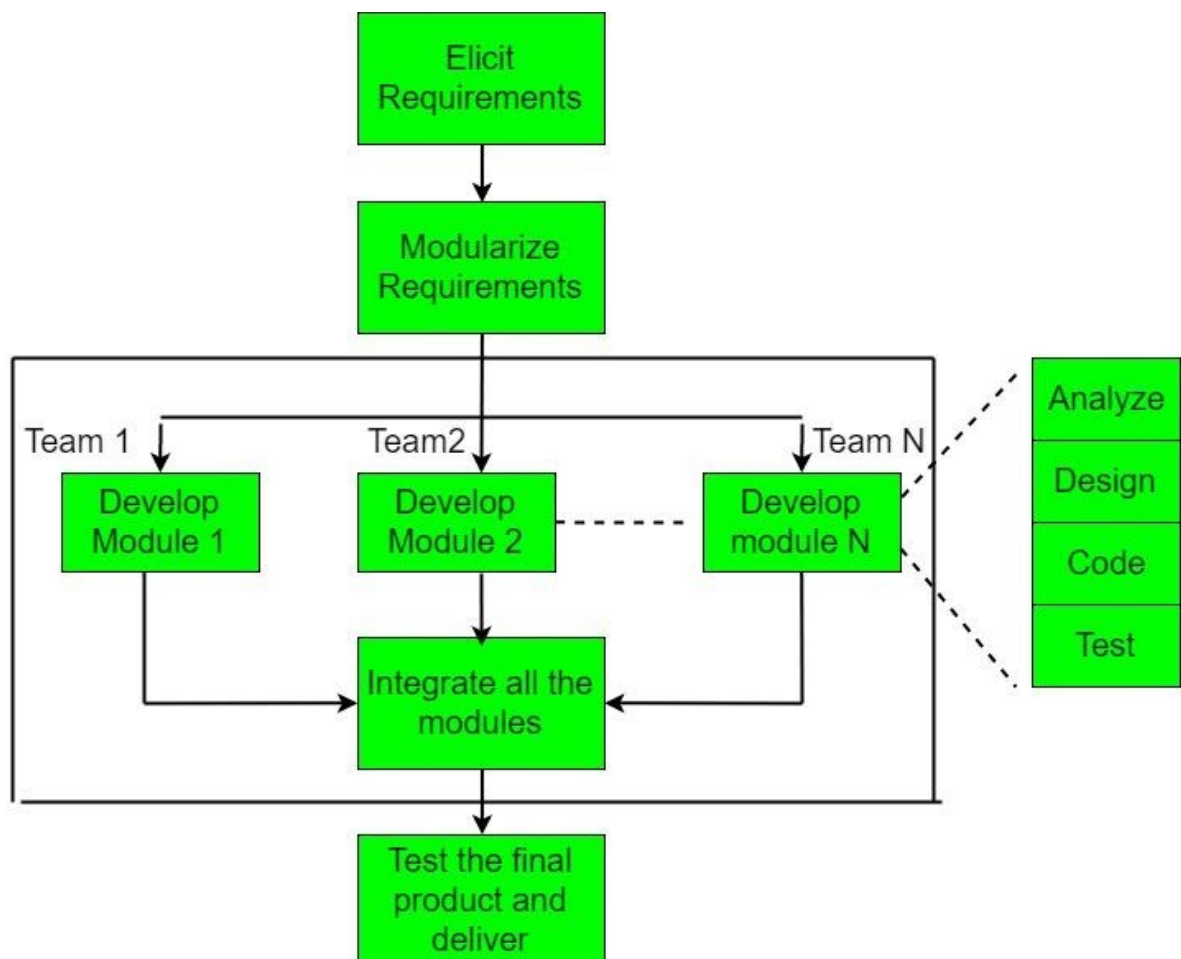 Elicit
Requirements
Modularize
Requirements
Team 1
Team2
Team N
Develop
Module 1
Develop
Module 2
Develop
module N
Analyze
Design
Code
Test
Integrate all the
modules
Test the final
product and
deliver